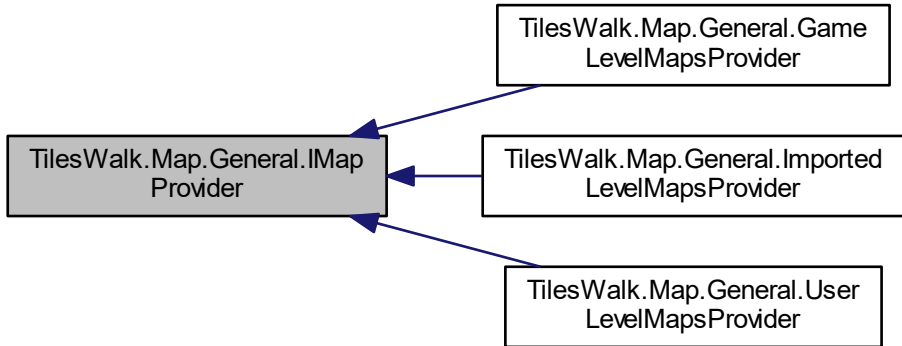 TilesWalk.Map.General.Game
LevelMapsProvider
TilesWalk.Map.General.IMap
Provider
TilesWalk.Map.General.Imported
LevelMapsProvider
TilesWalk.Map.General.User
LevelMapsProvider